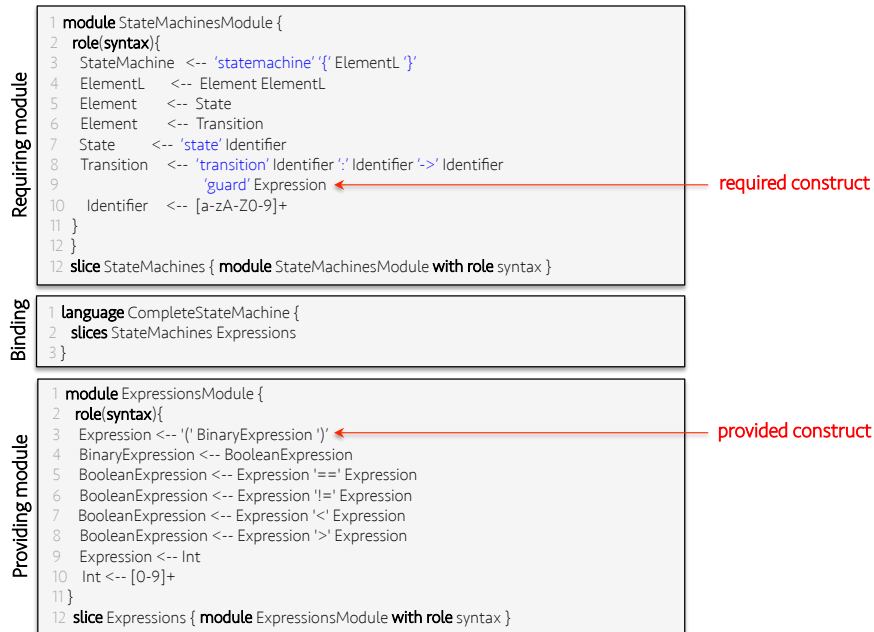 Requiring module
1 module StateMachinesModule {
2 role(syntax){
3 StateMachine <-- ‘statemachine’ ‘{‘ ElementL ‘}’
4 ElementL <-- Element ElementL
5 Element <-- State
6 Element <-- Transition
7 State <-- ‘state’ Identifier
8 Transition <-- ‘transition’ Identifier ‘:’ Identifier ‘->’ Identifier
9 ‘guard’ Expression
required construct
10 Identifier <-- [a-zA-Z0-9]+
11 }
12 }
12 slice StateMachines { module StateMachinesModule with role syntax }
Binding
1 language CompleteStateMachine {
2 slices StateMachines Expressions
3 }
Providing module
1 module ExpressionsModule {
2 role(syntax){
3 Expression <-- '(' BinaryExpression ')’
provided construct
4 BinaryExpression <-- BooleanExpression
5 BooleanExpression <-- Expression '==' Expression
6 BooleanExpression <-- Expression '!=' Expression
7 BooleanExpression <-- Expression '<' Expression
8 BooleanExpression <-- Expression '>' Expression
9 Expression <-- Int
10 Int <-- [0-9]+
11 }
12 slice Expressions { module ExpressionsModule with role syntax }